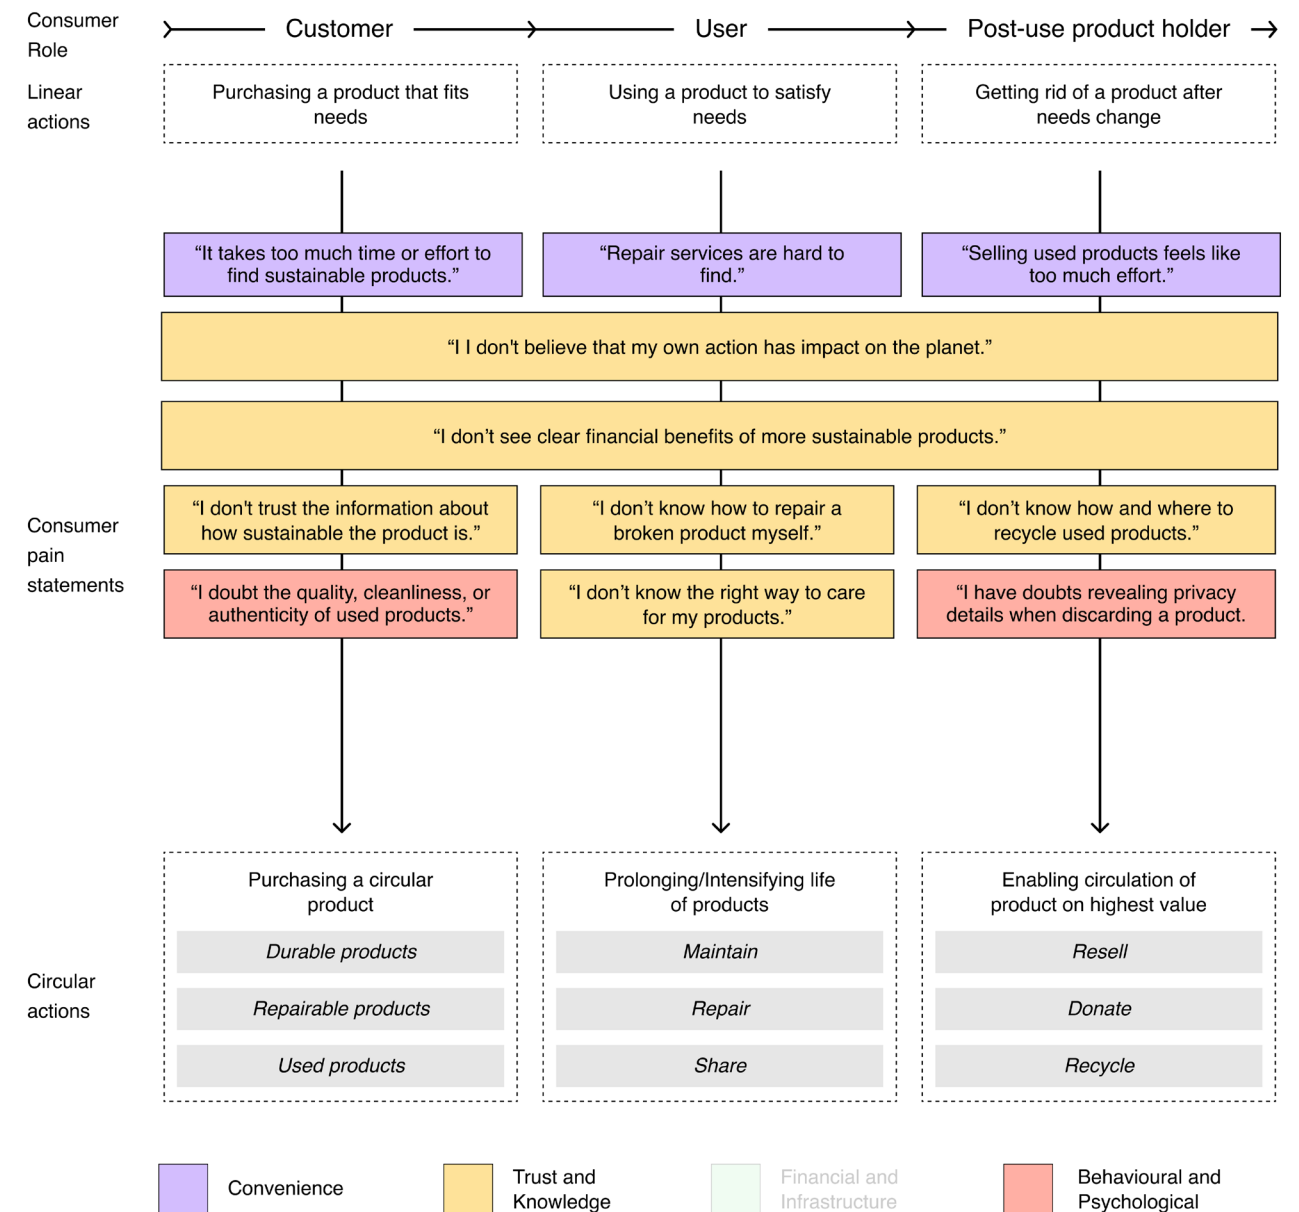 Consumer
Role
Customer
User
Post-use product holder
Linear
actions
Purchasing a product that fits
needs
Using a product to satisfy
needs
Getting rid of a product after
needs change
“It takes too much time or effort to
find sustainable products.”
“Repair services are hard to
find.”
“Selling used products feels like
too much effort.”
“I I don't believe that my own action has impact on the planet.”
“I don’t see clear financial benefits of more sustainable products.”
Consumer
pain
statements
“I don't trust the information about
how sustainable the product is.”
“I don’t know how to repair a
broken product myself.”
“I don’t know how and where to
recycle used products.”
“I doubt the quality, cleanliness, or
authenticity of used products.”
“I don’t know the right way to care
for my products.”
“I have doubts revealing privacy
details when discarding a product.
Circular
actions
Purchasing a circular
product
Durable products
Repairable products
Used products
Prolonging/Intensifying life
of products
Maintain
Repair
Share
Enabling circulation of
product on highest value
Resell
Donate
Recycle
Convenience
Trust and
Knowledge
Financial and
Infrastructure
Behavioural and
Psychological